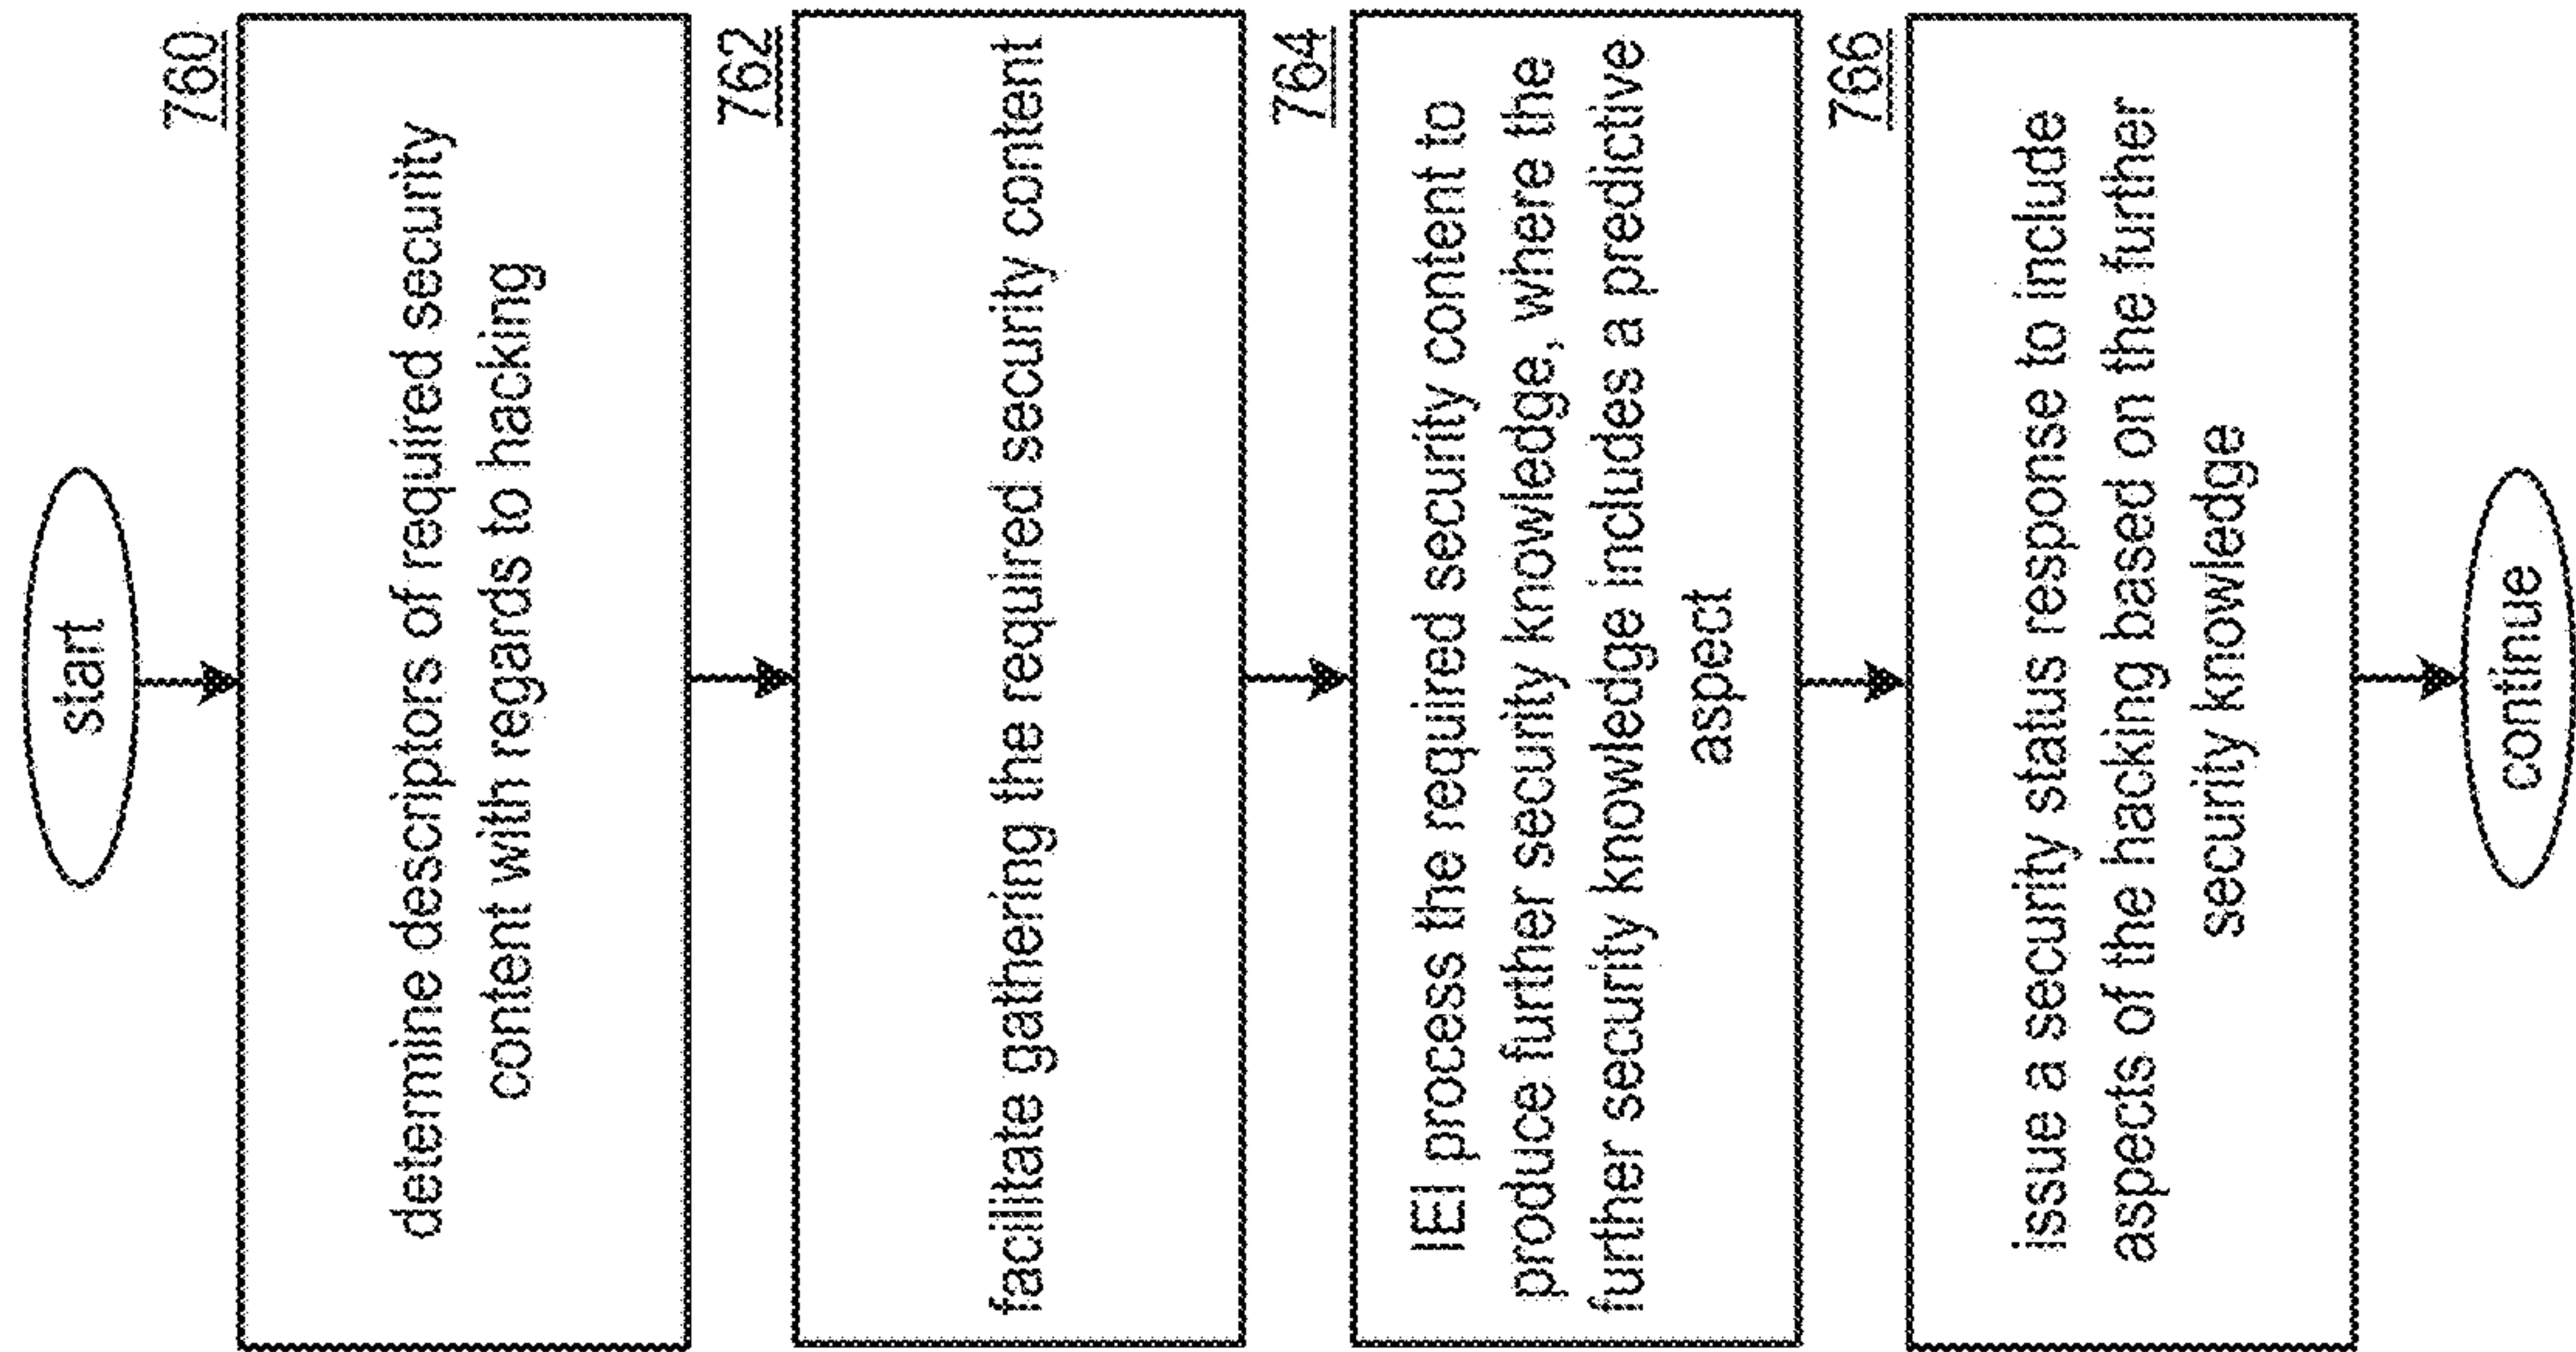 start
760
determine descriptors of required security
content with regards to hacking
762
facilitate gathering the required security content
764
IEI process the required security content to
produce further security knowledge, where the
further security knowledge includes a predictive
aspect
766
issue a security status response to include
aspects of the hacking based on the further
security knowledge
continue